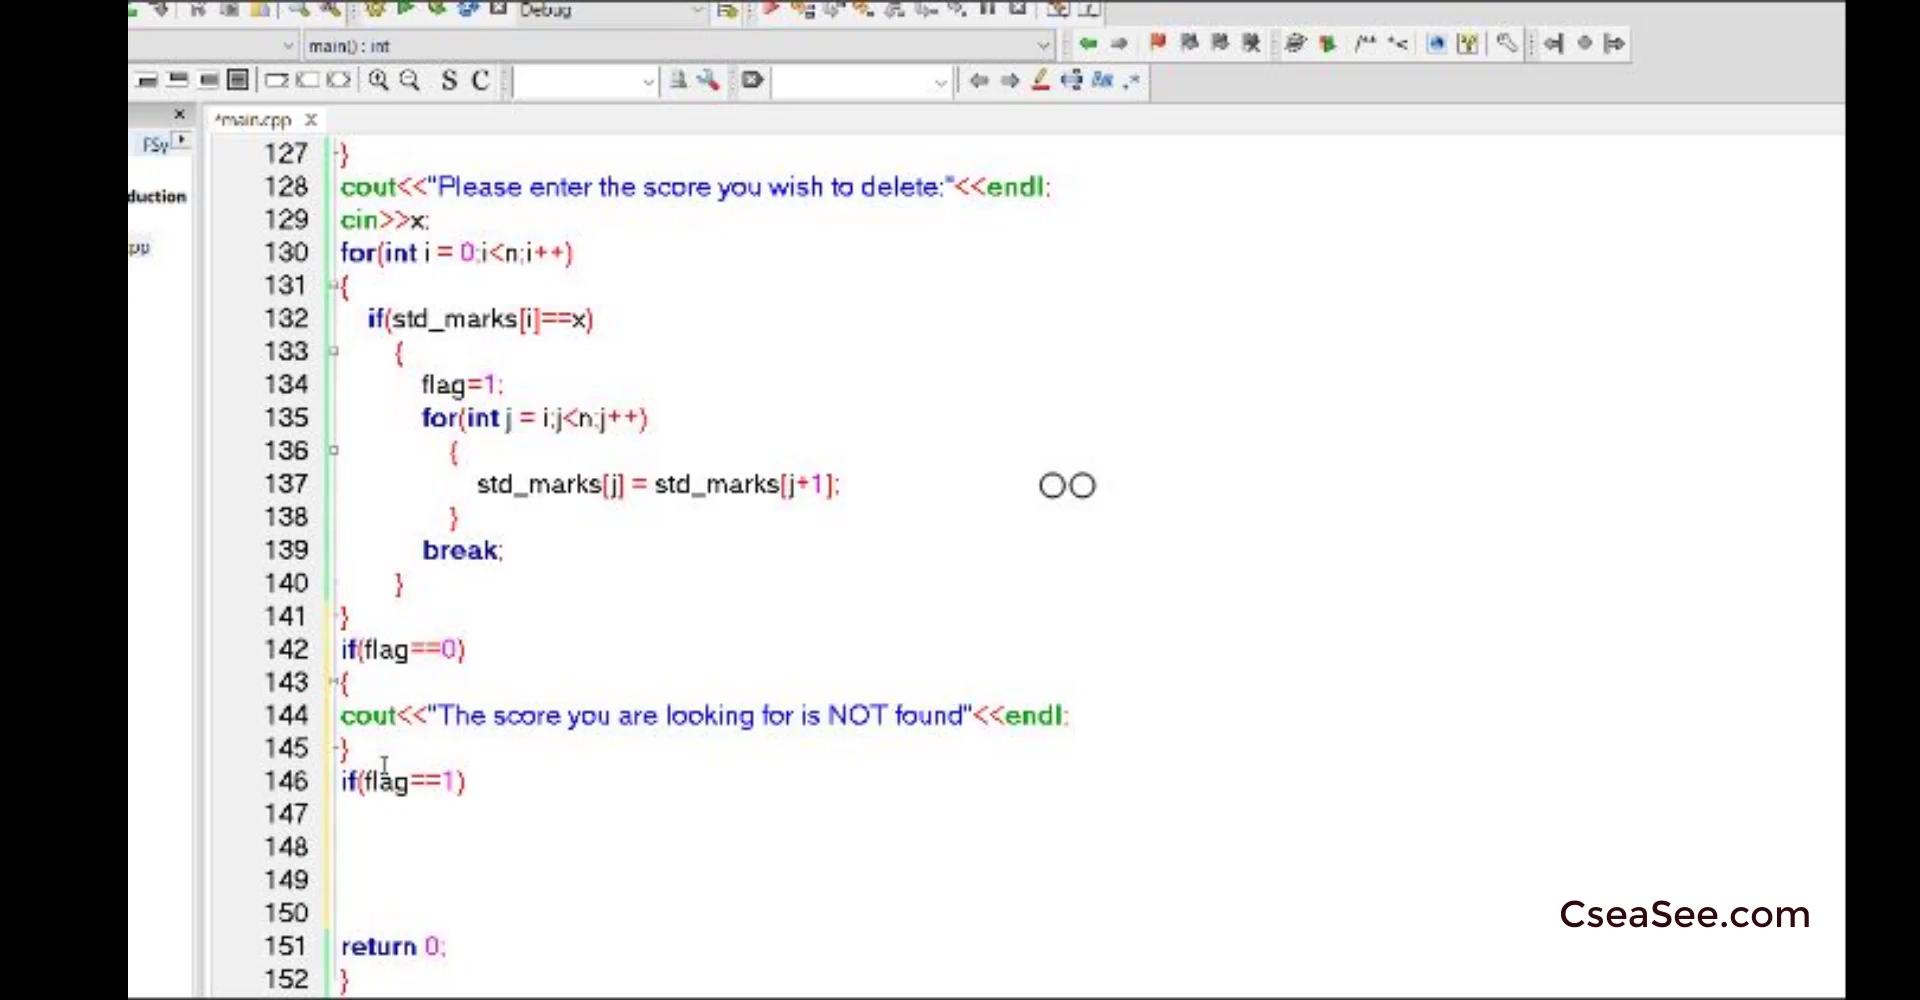 Debug
main() : int
S C
*main.cpp X
FSy
duction
pp
127 }
128 cout<<"Please enter the score you wish to delete:"<<endl;
129 cin>>x;
130 for(int i = 0;i<n;i++)
131 {
132 if(std_marks[i]==x)
133 {
134 flag=1;
135 for(int j = i;j<n;j++)
136 {
137 std_marks[j] = std_marks[j+1];
138 }
139 break;
140 }
141 }
142 if(flag==0)
143 {
144 cout<<"The score you are looking for is NOT found"<<endl;
145 }
146 if(flag==1)
147
148
149
150
151 return 0;
152 }
CseaSee.com